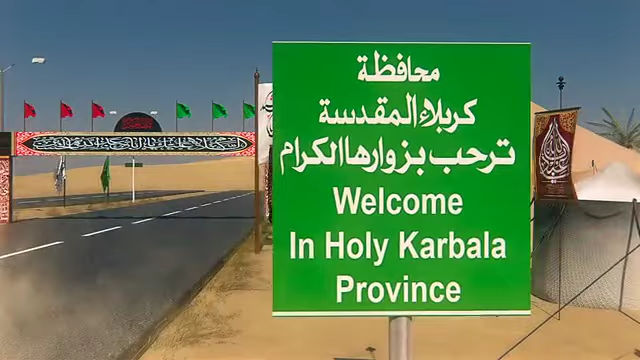 محافظة
كربلاء المقدسة
ترحب بزوارها الكرام
Welcome
In Holy Karbala
Province